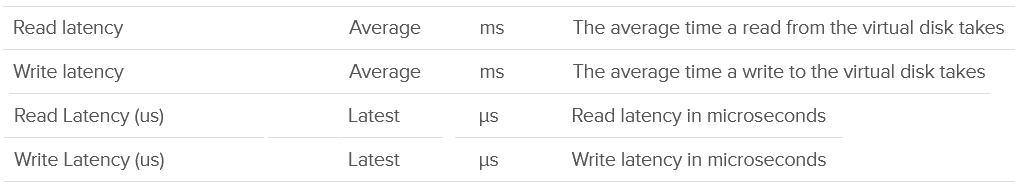 Read latency Average ms The average time a read from the virtual disk takes
Write latency Average ms The average time a write to the virtual disk takes
Read Latency (us) Latest µs Read latency in microseconds
Write Latency (us) Latest µs Write latency in microseconds